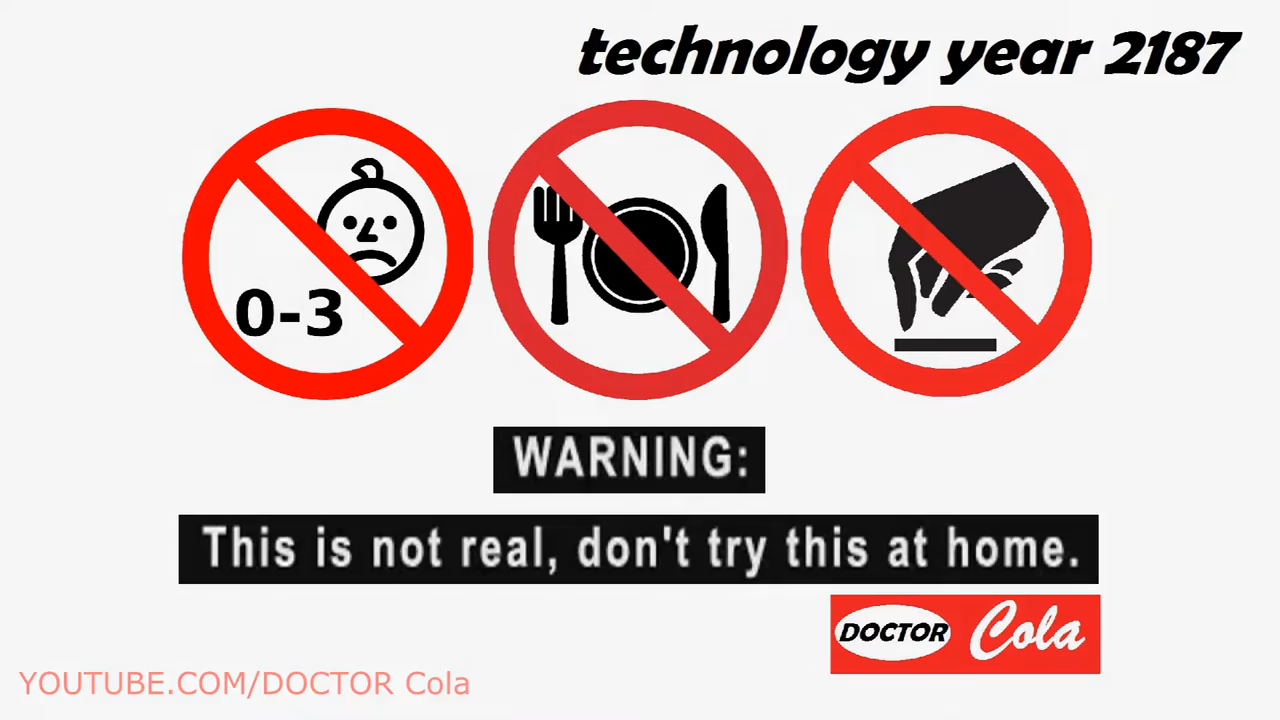 technology year 2187
0-3
WARNING:
This is not real, don't try this at home.
DOCTOR Cola
YOUTUBE.COM/DOCTOR Cola